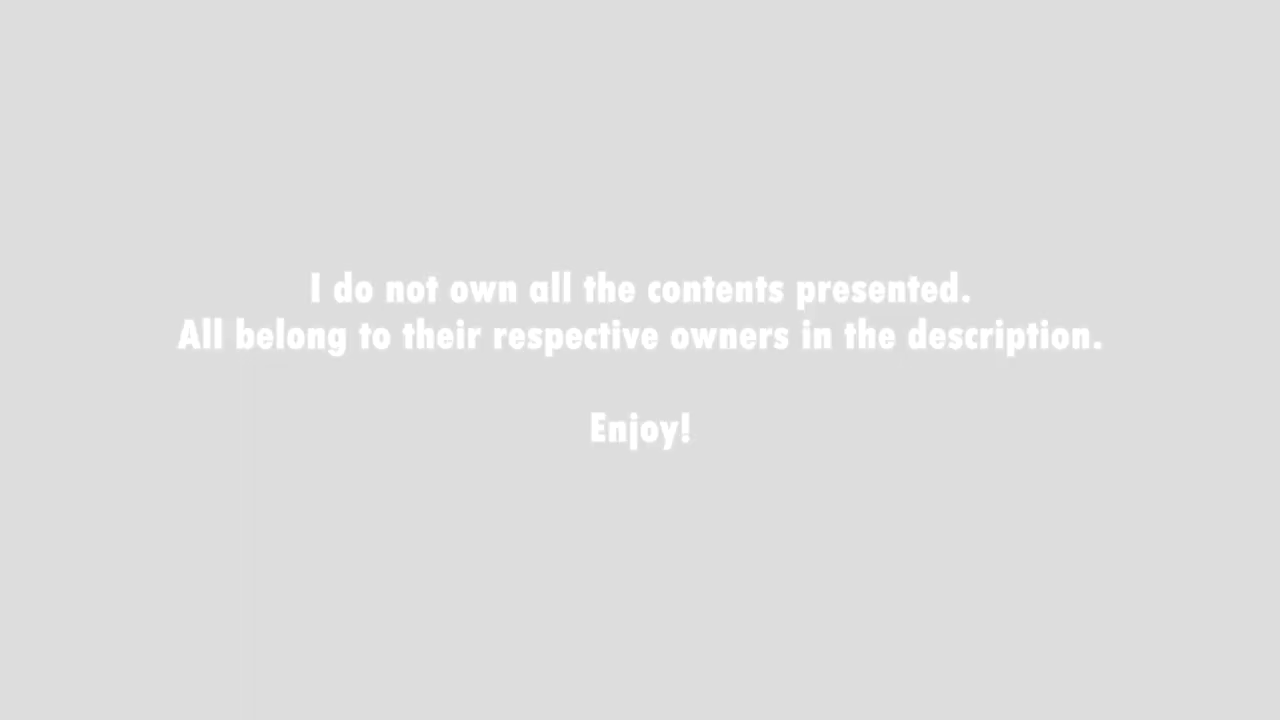 I do not own all the contents presented.
All belong to their respective owners in the description.
Enjoy!